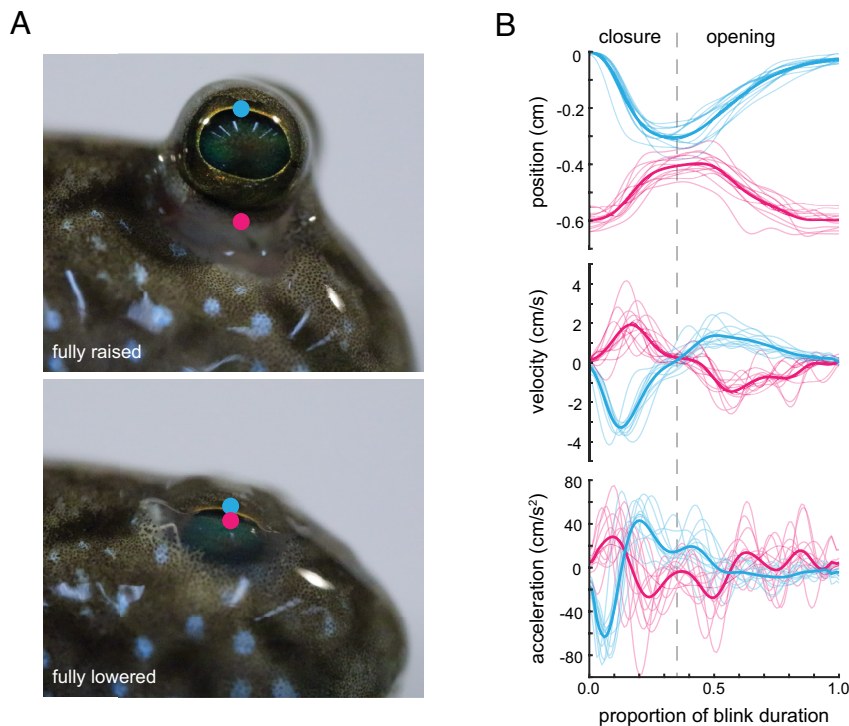 A
fully raised
fully lowered
B
closure opening
position (cm)
0
-0.2
-0.4
-0.6
velocity (cm/s)
4
2
0
-2
-4
acceleration (cm/s²)
80
40
0
-40
-80
0.0 0.5 1.0
proportion of blink duration